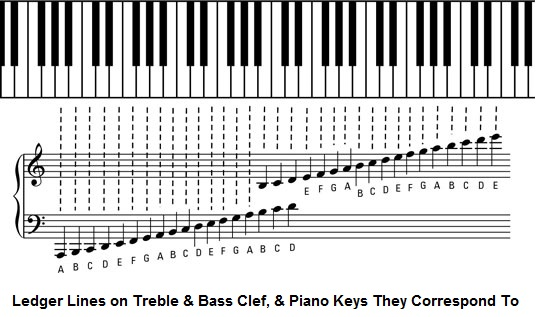 E F G A B C D E F G A B C D E
A B C D E F G A B C D E F G A B C D
Ledger Lines on Treble & Bass Clef, & Piano Keys They Correspond To